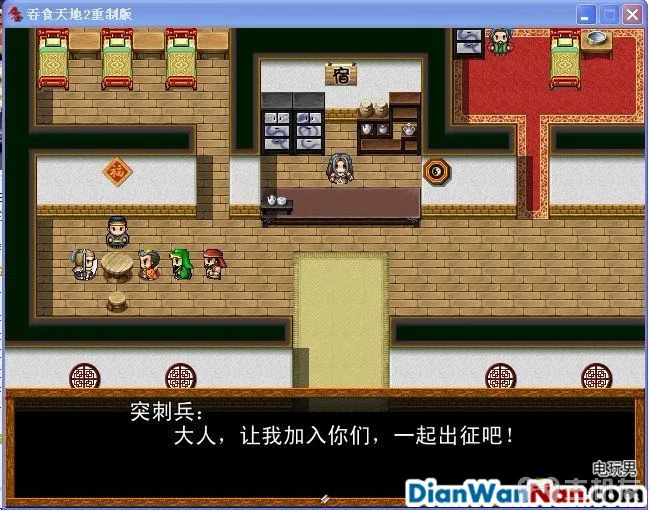 吞食天地2重制版
宿
福
突刺兵：
大人，让我加入你们，一起出征吧！
电玩男
DianWanNan.com